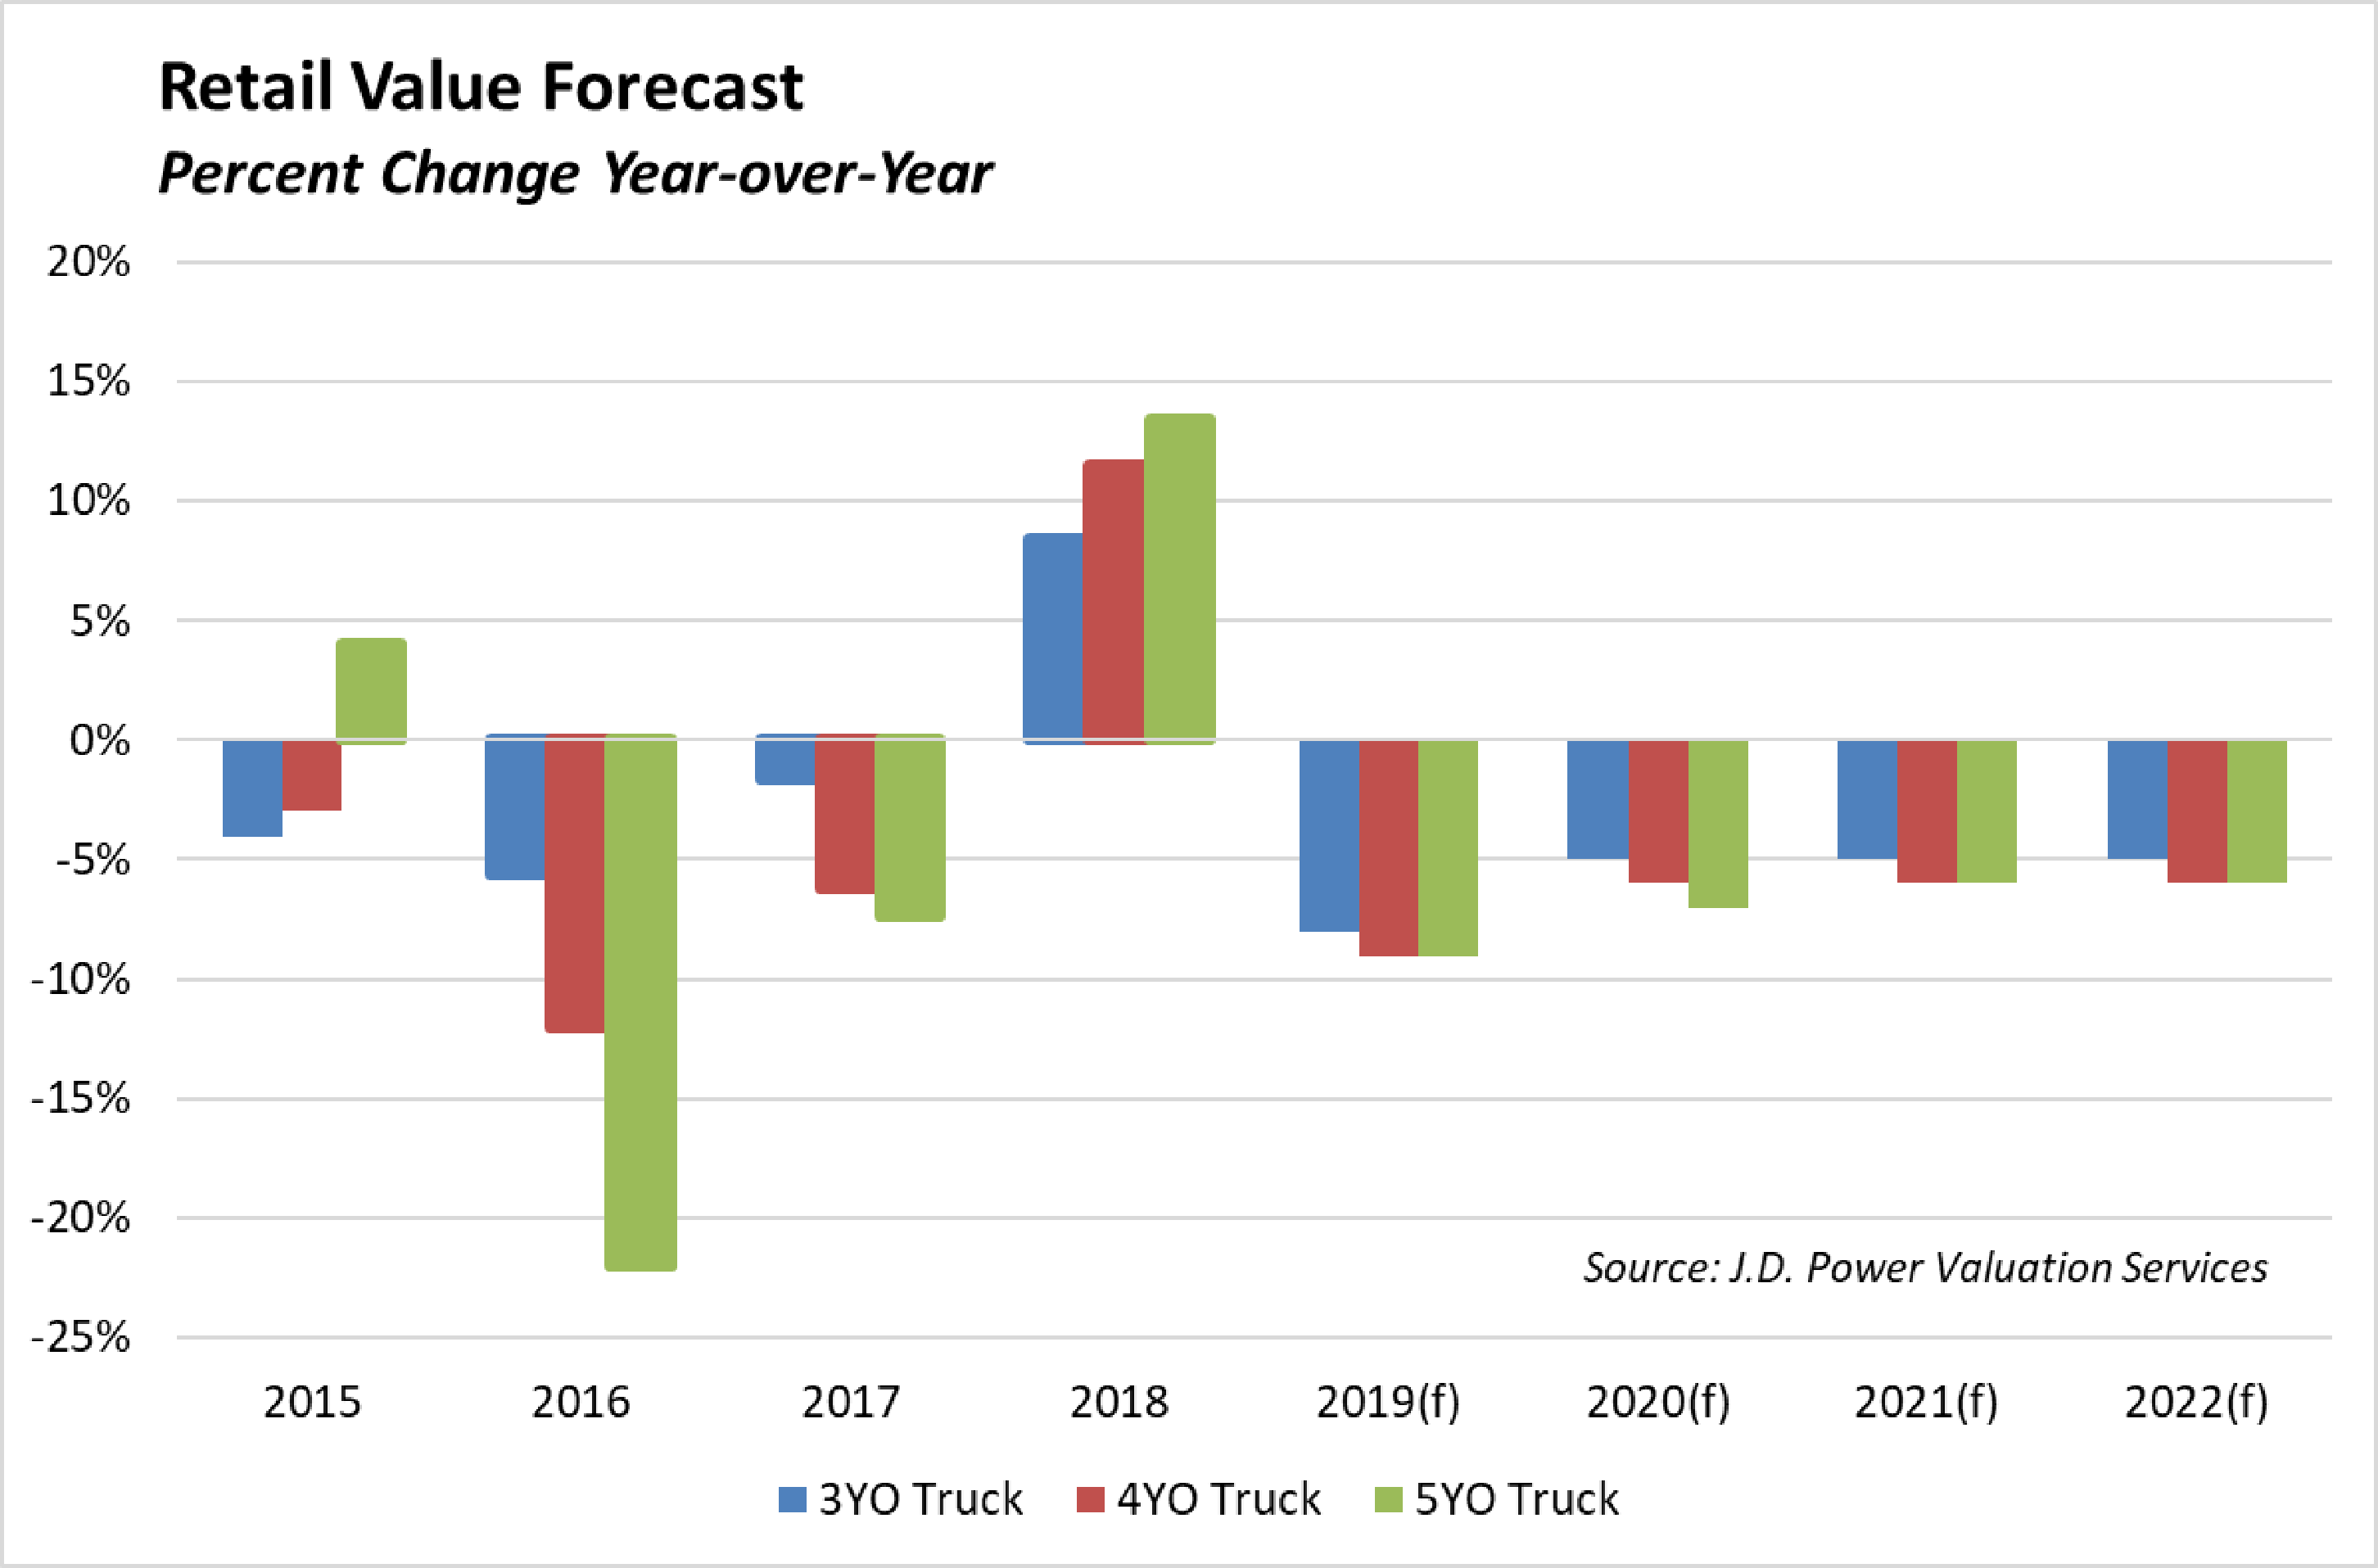 Retail Value Forecast
Percent Change Year-over-Year
20%
15%
10%
5%
0%
-5%
-10%
-15%
-20%
Source: J.D. Power Valuation Services
-25%
2015 2016 2017 2018 2019(f) 2020(f) 2021(f) 2022(f)
3YO Truck 4YO Truck 5YO Truck